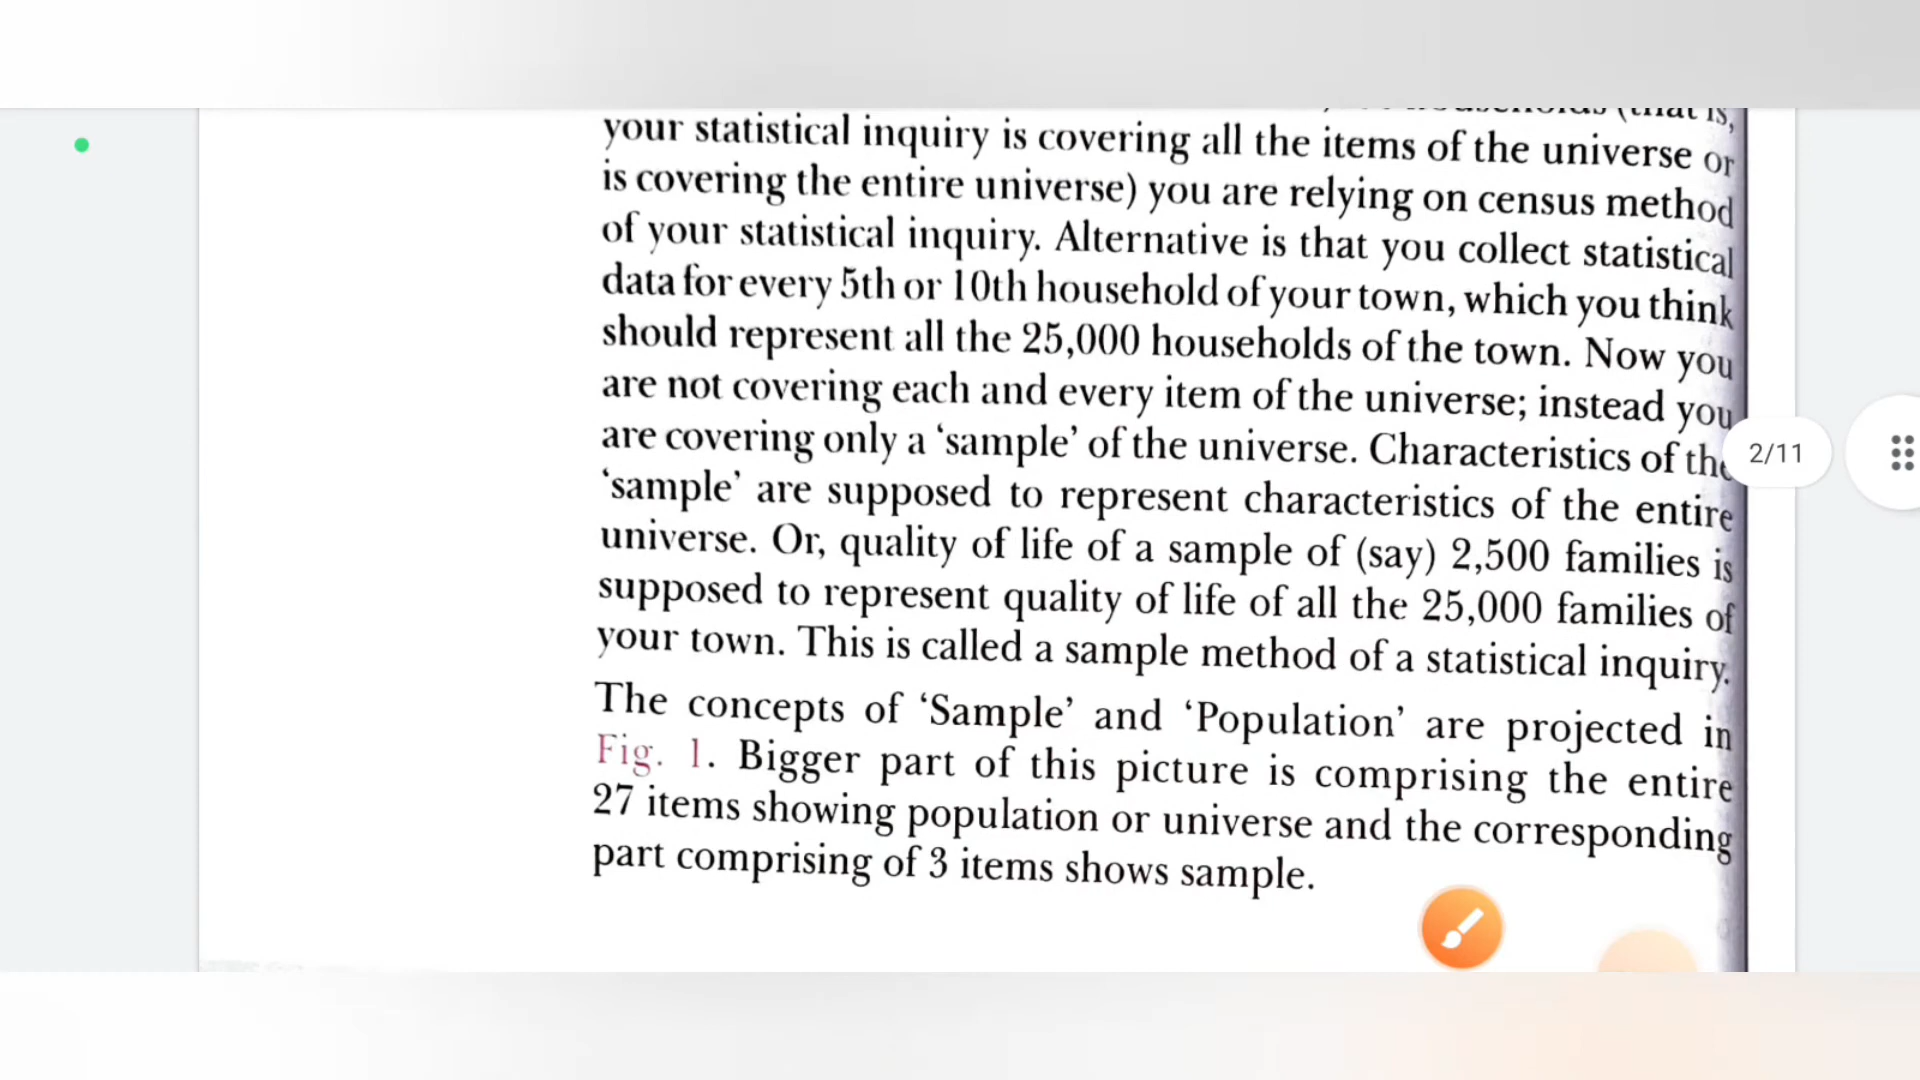 households (that is,
your statistical inquiry is covering all the items of the universe or
is covering the entire universe) you are relying on census method
of your statistical inquiry. Alternative is that you collect statistical
data for every 5th or 10th household of your town, which you think
should represent all the 25,000 households of the town. Now you
are not covering each and every item of the universe; instead you
are covering only a ‘sample’ of the universe. Characteristics of the
2/11
‘sample’ are supposed to represent characteristics of the entire
universe. Or, quality of life of a sample of (say) 2,500 families is
supposed to represent quality of life of all the 25,000 families of
your town. This is called a sample method of a statistical inquiry.
The concepts of ‘Sample’ and ‘Population’ are projected in
Fig. 1. Bigger part of this picture is comprising the entire
27 items showing population or universe and the corresponding
part comprising of 3 items shows sample.